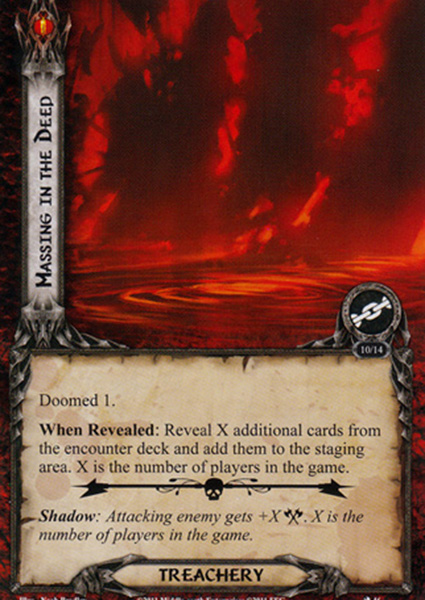 MASSING IN THE DEEP
10/14
Doomed 1.
When Revealed: Reveal X additional cards from
the encounter deck and add them to the staging
area. X is the number of players in the game.
Shadow: Attacking enemy gets +X. X is the
number of players in the game.
TREACHERY